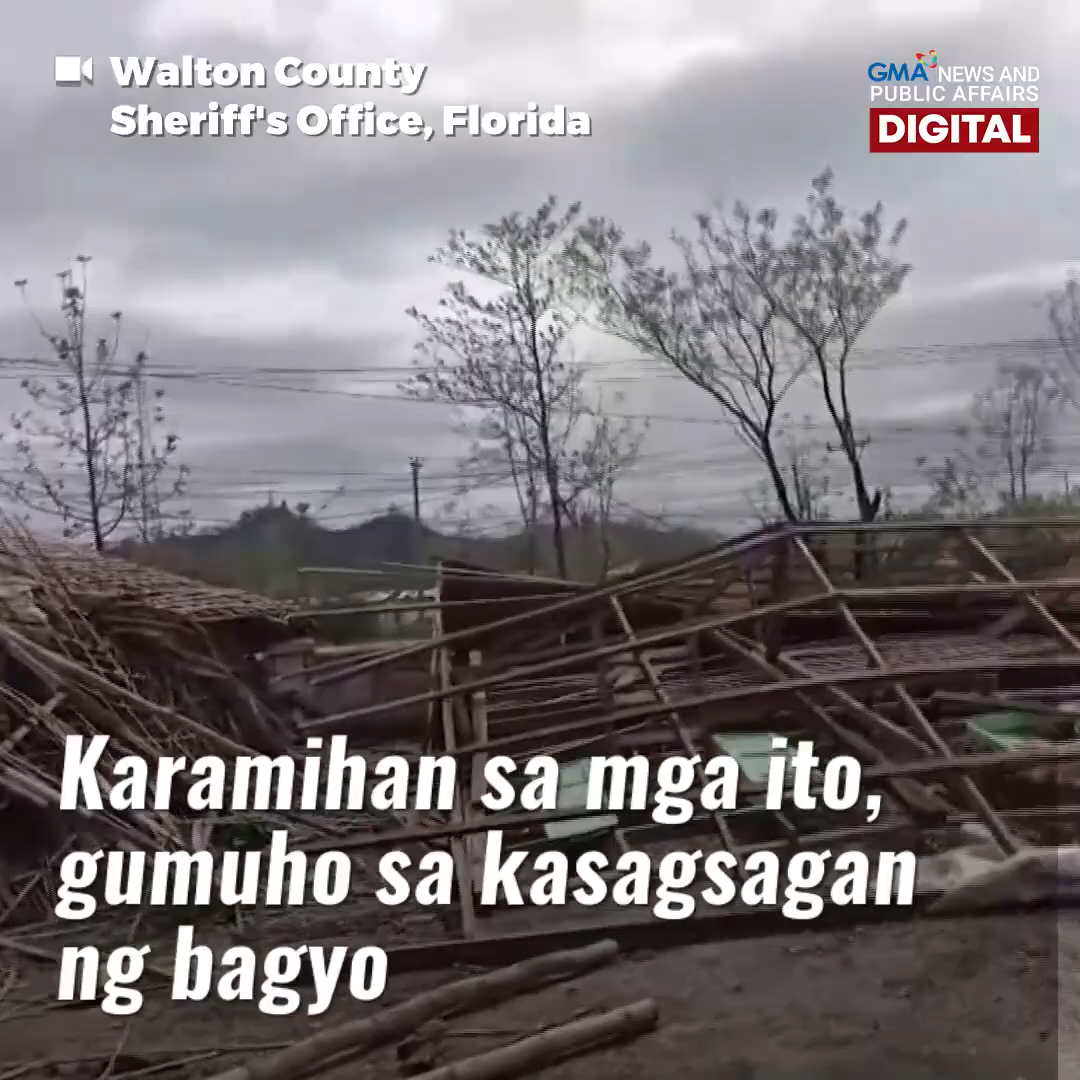 Walton County
Sheriff's Office, Florida
GMA NEWS AND
PUBLIC AFFAIRS
DIGITAL
Karamihan sa mga ito,
gumuho sa kasagsagan
ng bagyo